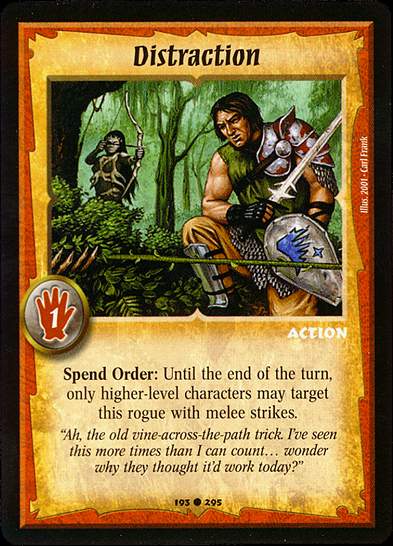 Distraction
Illus. 2001 - Carl Frank
1
ACTION
Spend Order: Until the end of the turn,
only higher-level characters may target
this rogue with melee strikes.
“Ah, the old vine-across-the-path trick. I’ve seen
this more times than I can count… wonder
why they thought it’d work today?”
193 ● 295